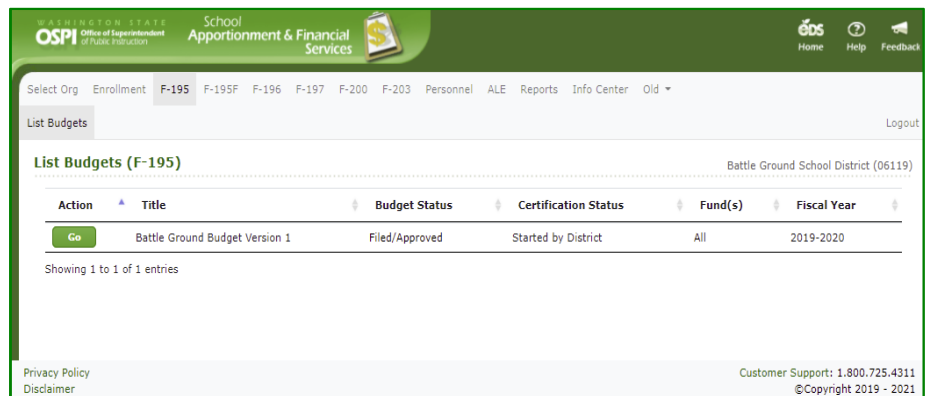 WASHINGTON STATE
OSPI Office of Superintendent of Public Instruction
School
Apportionment & Financial
Services
EDS Home Help Feedback
Select Org Enrollment F-195 F-195F F-196 F-197 F-200 F-203 Personnel ALE Reports Info Center Old
List Budgets Logout
List Budgets (F-195) Battle Ground School District (06119)
Action Title Budget Status Certification Status Fund(s) Fiscal Year
Go Battle Ground Budget Version 1 Filed/Approved Started by District All 2019-2020
Showing 1 to 1 of 1 entries
Privacy Policy Customer Support: 1.800.725.4311
Disclaimer ©Copyright 2019 - 2021